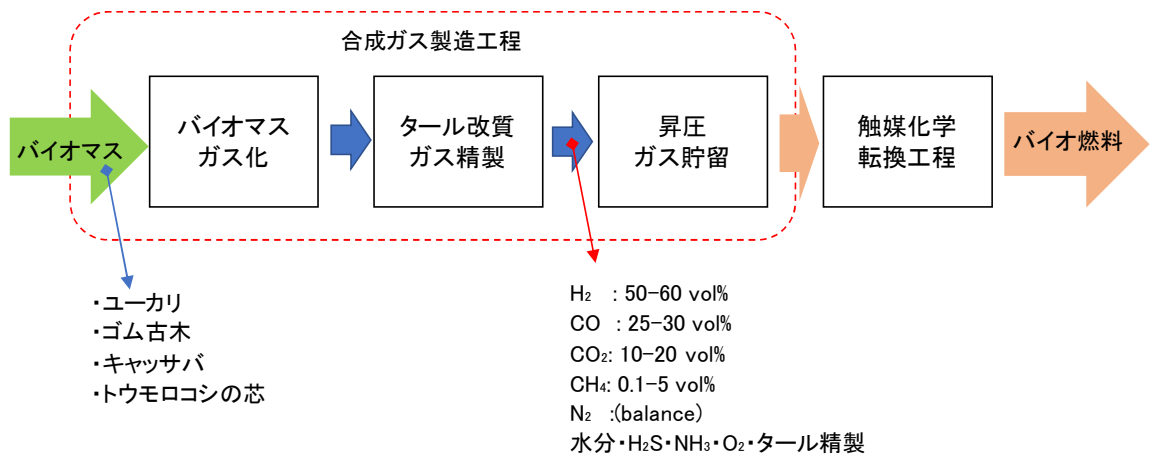 合成ガス製造工程
バイオマス
バイオマス
ガス化
タール改質
ガス精製
昇圧
ガス貯留
触媒化学
転換工程
バイオ燃料
・ユーカリ
・ゴム古木
・キャッサバ
・トウモロコシの芯
H₂ : 50-60 vol%
CO : 25-30 vol%
CO₂: 10-20 vol%
CH₄: 0.1-5 vol%
N₂ :(balance)
水分・H₂S・NH₃・O₂・タール精製